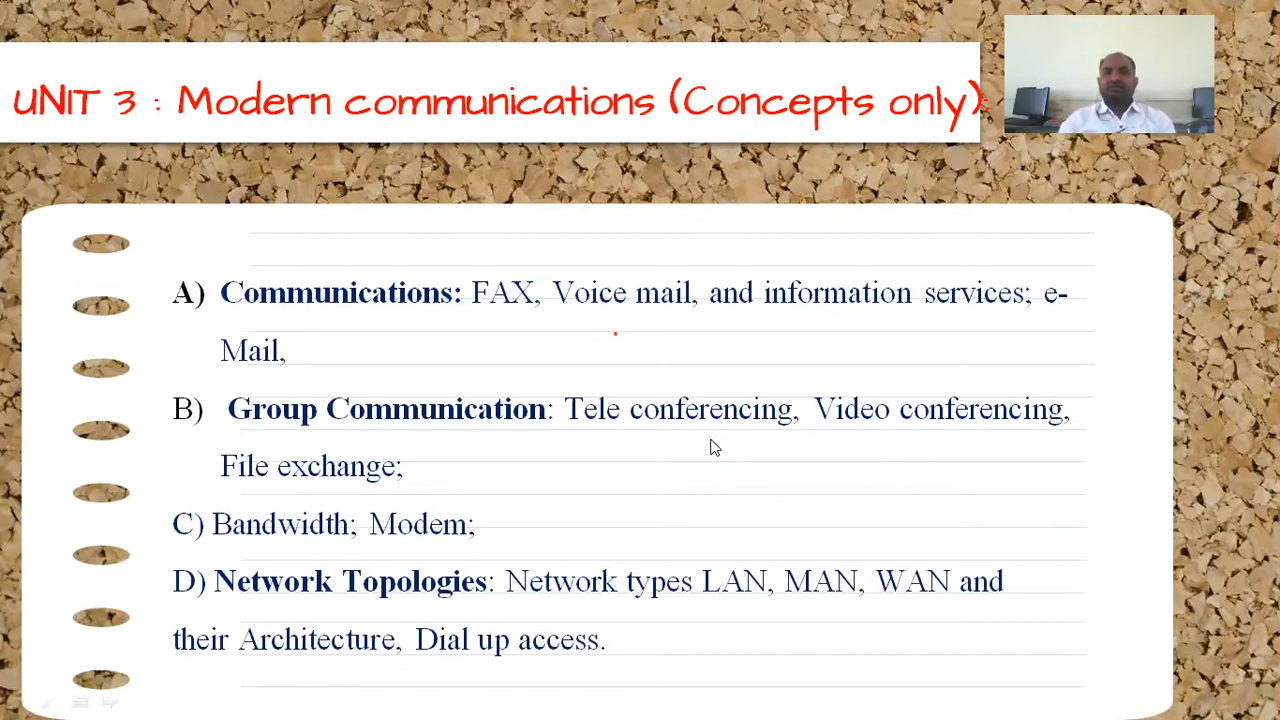 UNIT 3 : Modern communications (Concepts only):
A) Communications: FAX, Voice mail, and information services; e-
Mail,
B) Group Communication: Tele conferencing, Video conferencing,
File exchange;
C) Bandwidth; Modem;
D) Network Topologies: Network types LAN, MAN, WAN and
their Architecture, Dial up access.